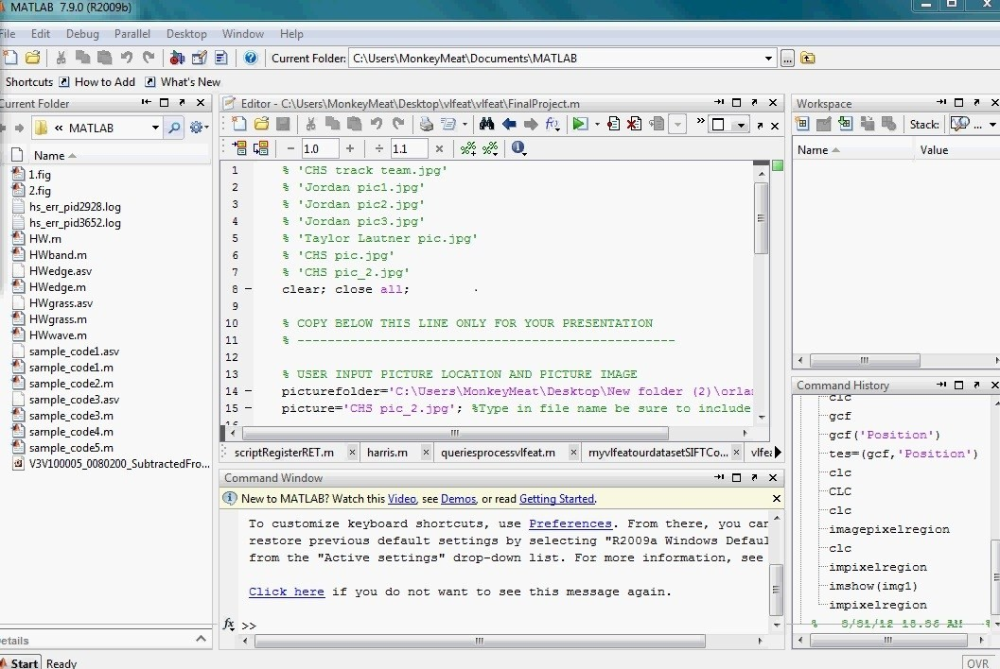 MATLAB 7.9.0 (R2009b)
File Edit Debug Parallel Desktop Window Help
Current Folder: C:\Users\MonkeyMeat\Documents\MATLAB
Shortcuts How to Add What's New
Current Folder
« MATLAB
Name
1.fig
2.fig
hs_err_pid2928.log
hs_err_pid3652.log
HW.m
HWband.m
HWedge.asv
HWedge.m
HWgrass.asv
HWgrass.m
HWwave.m
sample_code1.asv
sample_code1.m
sample_code2.m
sample_code3.asv
sample_code3.m
sample_code4.m
sample_code5.m
V3V100005_0080200_SubtractedFro...
etails
Editor - C:\Users\MonkeyMeat\Desktop\vlfeat\vlfeat\FinalProject.m
− 1.0 + ÷ 1.1 ×
1 % 'CHS track team.jpg'
2 % 'Jordan pic1.jpg'
3 % 'Jordan pic2.jpg'
4 % 'Jordan pic3.jpg'
5 % 'Taylor Lautner pic.jpg'
6 % 'CHS pic.jpg'
7 % 'CHS pic_2.jpg'
8 − clear; close all;
9
10 % COPY BELOW THIS LINE ONLY FOR YOUR PRESENTATION
11 % ---------------------------------------------------
12
13 % USER INPUT PICTURE LOCATION AND PICTURE IMAGE
14 − picturefolder='C:\Users\MonkeyMeat\Desktop\New folder (2)\orlan
15 − picture='CHS pic_2.jpg'; %Type in file name be sure to include
scriptRegisterRET.m × harris.m × queriesprocessvlfeat.m × myvlfeatourdatasetSIFTCo... × vlfe
Command Window
New to MATLAB? Watch this Video, see Demos, or read Getting Started.
To customize keyboard shortcuts, use Preferences. From there, you can
restore previous default settings by selecting "R2009a Windows Defaul
from the "Active settings" drop-down list. For more information, see
Click here if you do not want to see this message again.
fx >>
Workspace
Stack:
Name Value
Command History
clc
gcf
gcf('Position')
tes=(gcf,'Position')
clc
CLC
clc
imagepixelregion
clc
impixelregion
imshow(img1)
impixelregion
Start Ready
OVR